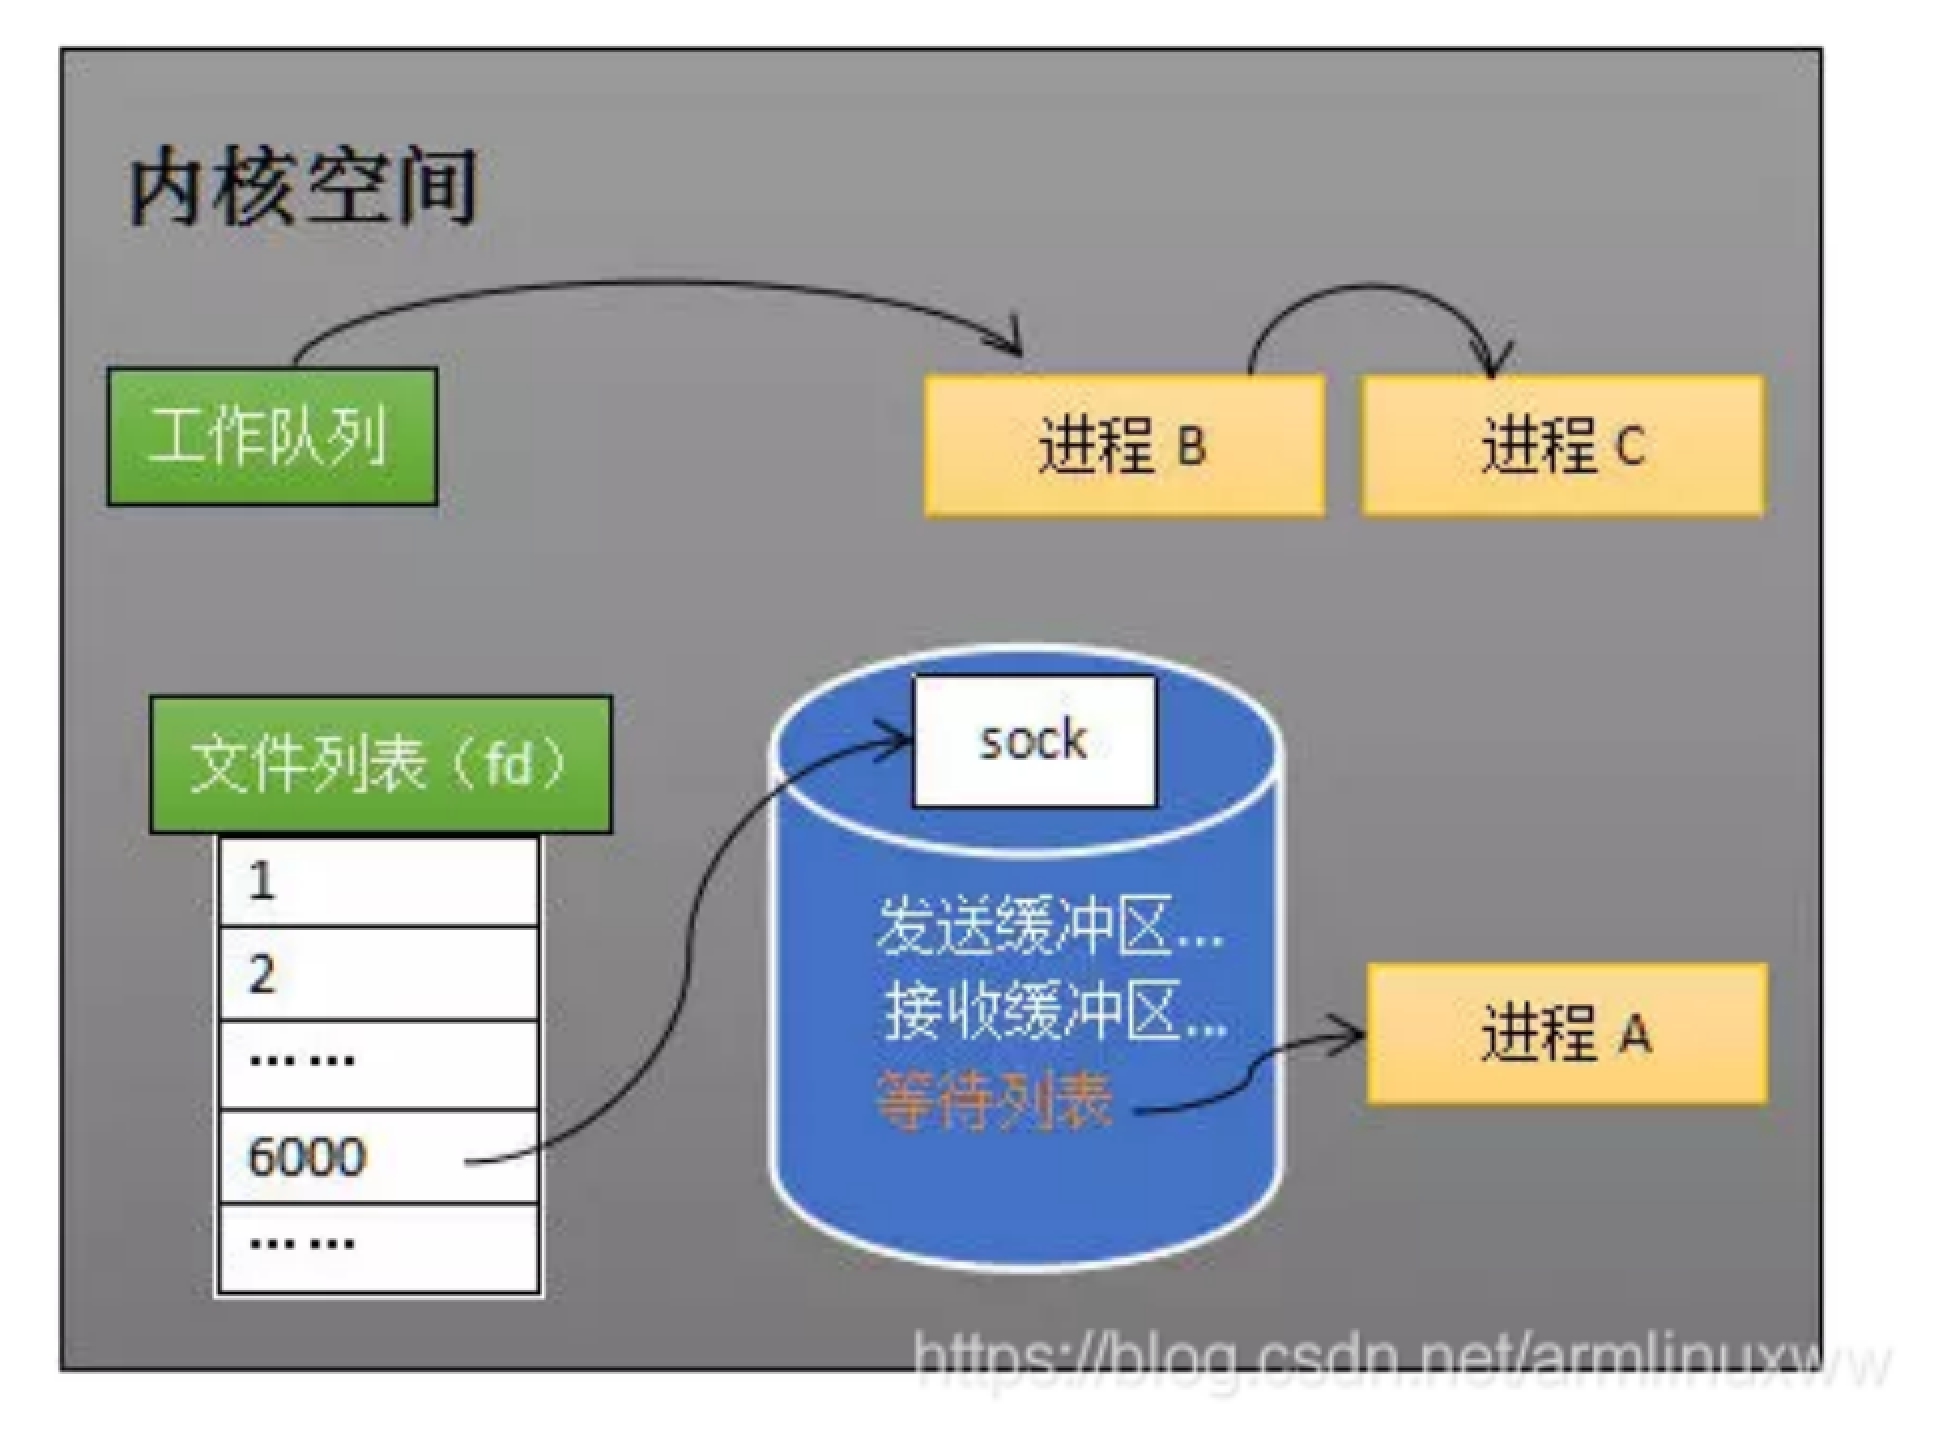 内核空间
工作队列
进程 B
进程 C
文件列表（fd）
1
2
……
6000
……
sock
发送缓冲区...
接收缓冲区...
等待列表
进程 A
https://blog.csdn.net/armlinuxww